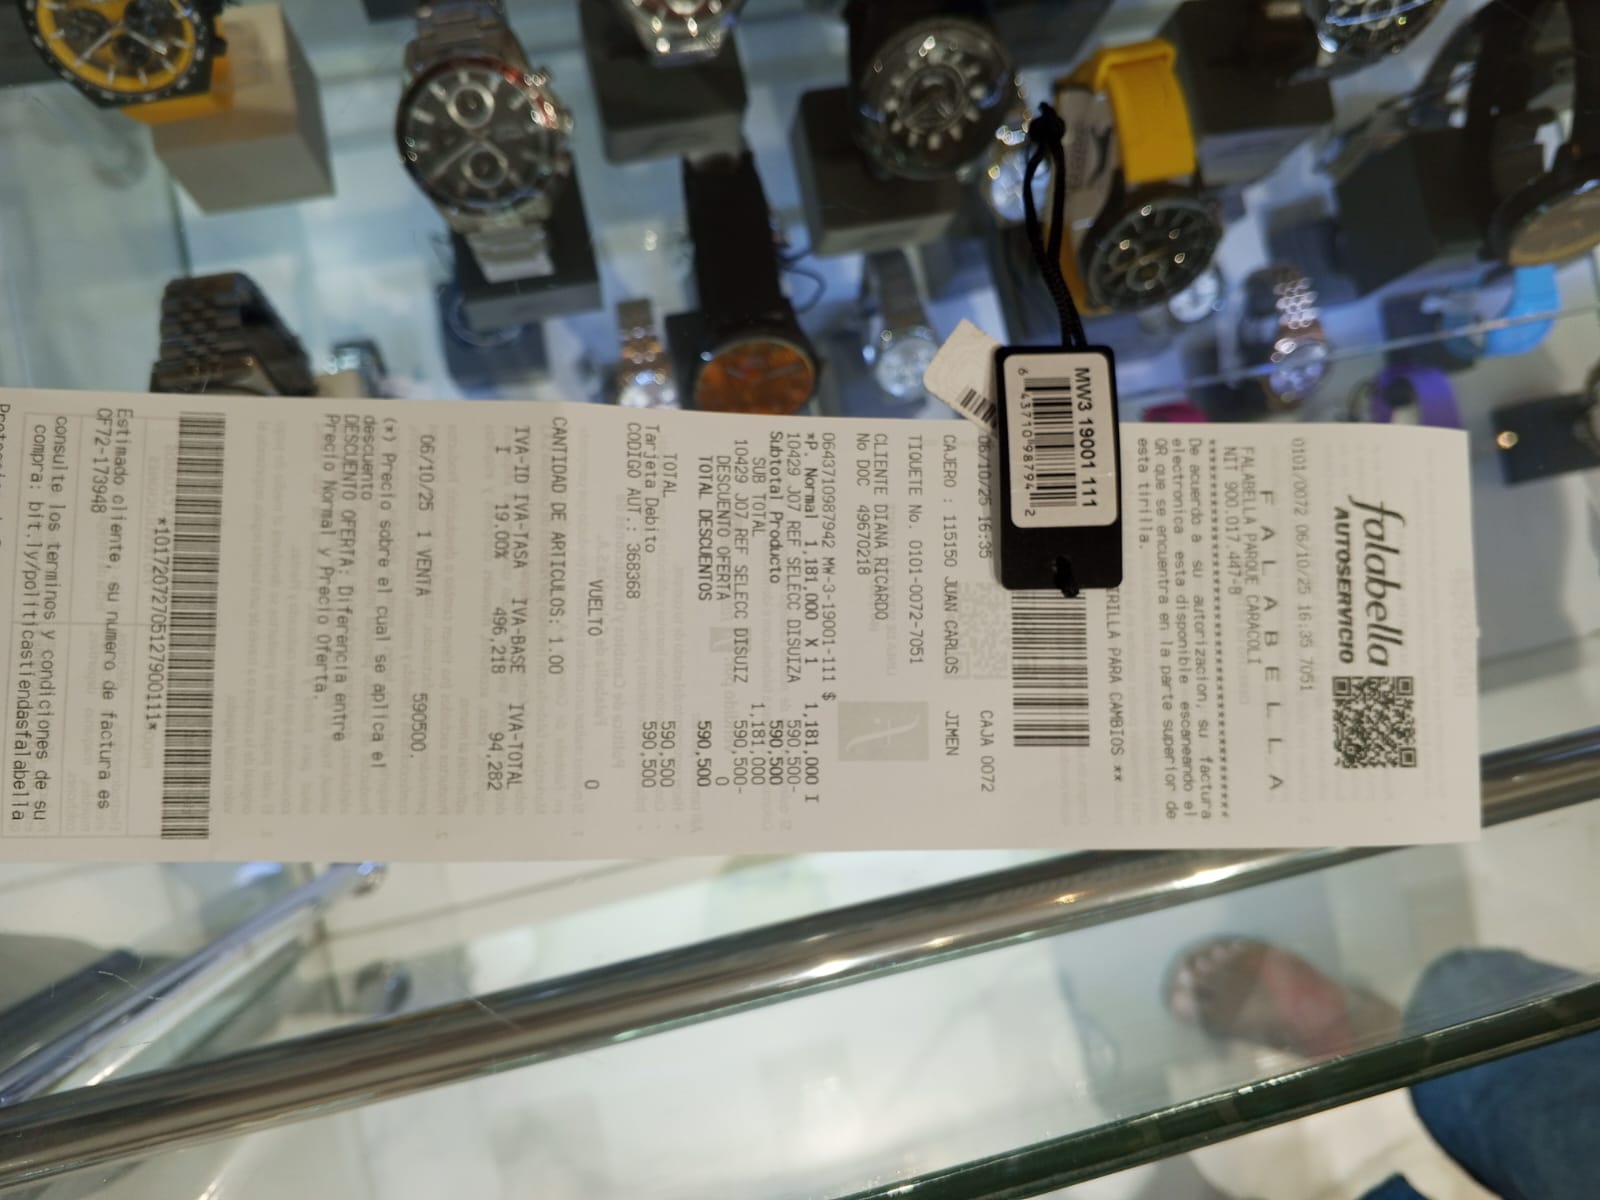 falabella
AUTOSERVICIO
0101/0072 06/10/25 16:35 7051
F A L A B E L L A
FALABELLA PARQUE CARACOLI
NIT 900.017.447-8
****************************************
De acuerdo a su autorizacion, su factura
electronica esta disponible escaneando el
QR que se encuentra en la parte superior de
esta tirilla.
TIRILLA PARA CAMBIOS **
MW3 19001 111
6 43710 98794 2
06/10/25 16:35 CAJA 0072
CAJERO : 115150 JUAN CARLOS JIMEN
TIQUETE No. 0101-0072-7051
CLIENTE DIANA RICARDO
No DOC 49670218
0643710987942 MW-3-19001-111 $
*P. Normal 1,181,000 X 1 1,181,000 I
10429 J07 REF SELECC DISUIZA 590,500-
Subtotal Producto 590,500
SUB TOTAL 1,181,000
10429 J07 REF SELECC DISUIZ 590,500-
DESCUENTO OFERTA 0
TOTAL DESCUENTOS 590,500
TOTAL 590,500
Tarjeta Debito 590,500
CODIGO AUT.: 368368
VUELTO 0
CANTIDAD DE ARTICULOS: 1.00
IVA-ID IVA-TASA IVA-BASE IVA-TOTAL
I 19.00% 496,218 94,282
06/10/25 1 VENTA 590500.
(*) Precio sobre el cual se aplica el
descuento
DESCUENTO OFERTA: Diferencia entre
Precio Normal y Precio Oferta.
*10172072705127900111*
Estimado cliente, su numero de factura es
CF72-173948
consulte los terminos y condiciones de su
compra: bit.ly/politicastiendasfalabella